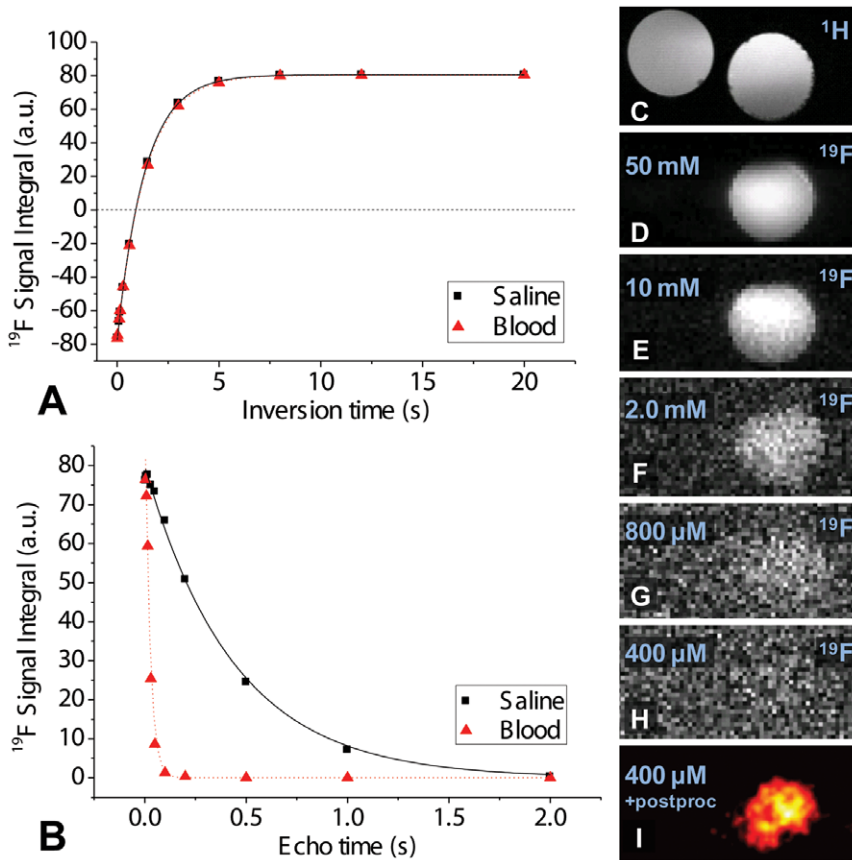 100
80
60
40
20
0
-20
-40
-60
-80
¹⁹F Signal Integral (a.u.)
Saline
Blood
0 5 10 15 20
Inversion time (s)
A
80
70
60
50
40
30
20
10
0
¹⁹F Signal Integral (a.u.)
Saline
Blood
0.0 0.5 1.0 1.5 2.0
Echo time (s)
B
¹H
C
50 mM ¹⁹F
D
10 mM ¹⁹F
E
2.0 mM ¹⁹F
F
800 µM ¹⁹F
G
400 µM ¹⁹F
H
400 µM
+postproc
I